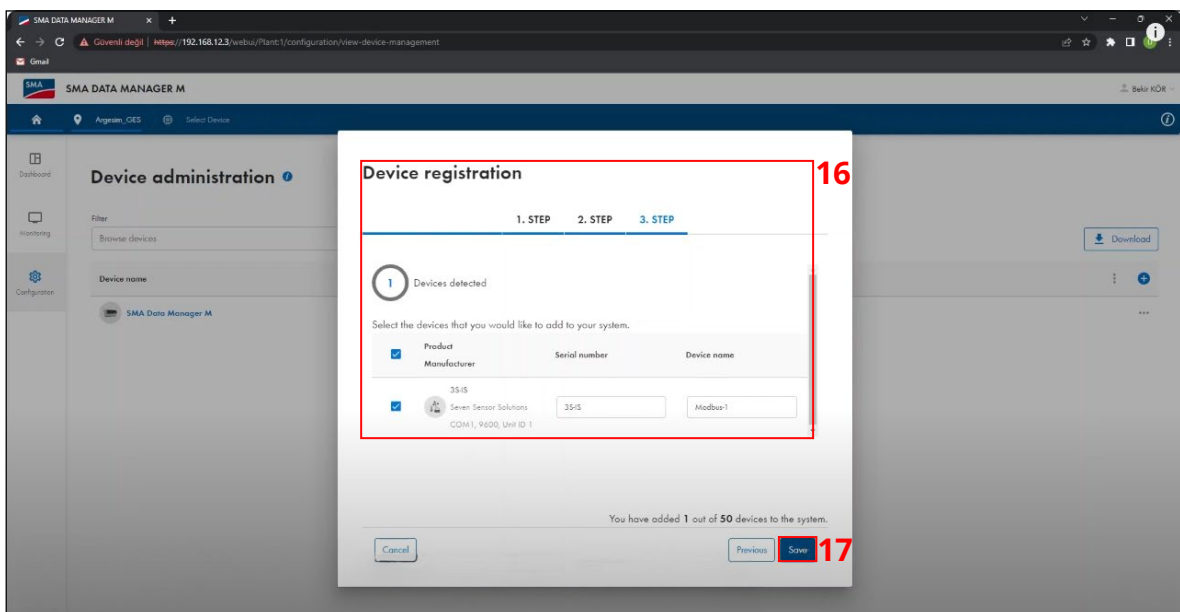 SMA DATA MANAGER M
Güvenli değil | https://192.168.12.3/webui/Plant:1/configuration/view-device-management
Gmail
SMA
SMA DATA MANAGER M
Bekir KÖR
Argesim_GES
Select Device
Dashboard
Monitoring
Configuration
Device administration
Filter
Browse devices
Download
Device name
SMA Data Manager M
Device registration
16
1. STEP 2. STEP 3. STEP
1 Devices detected
Select the devices that you would like to add to your system.
Product
Manufacturer
Serial number
Device name
3S-IS
Seven Sensor Solutions
COM1, 9600, Unit ID 1
3S-IS
Modbus-1
You have added 1 out of 50 devices to the system.
Cancel
Previous
Save
17